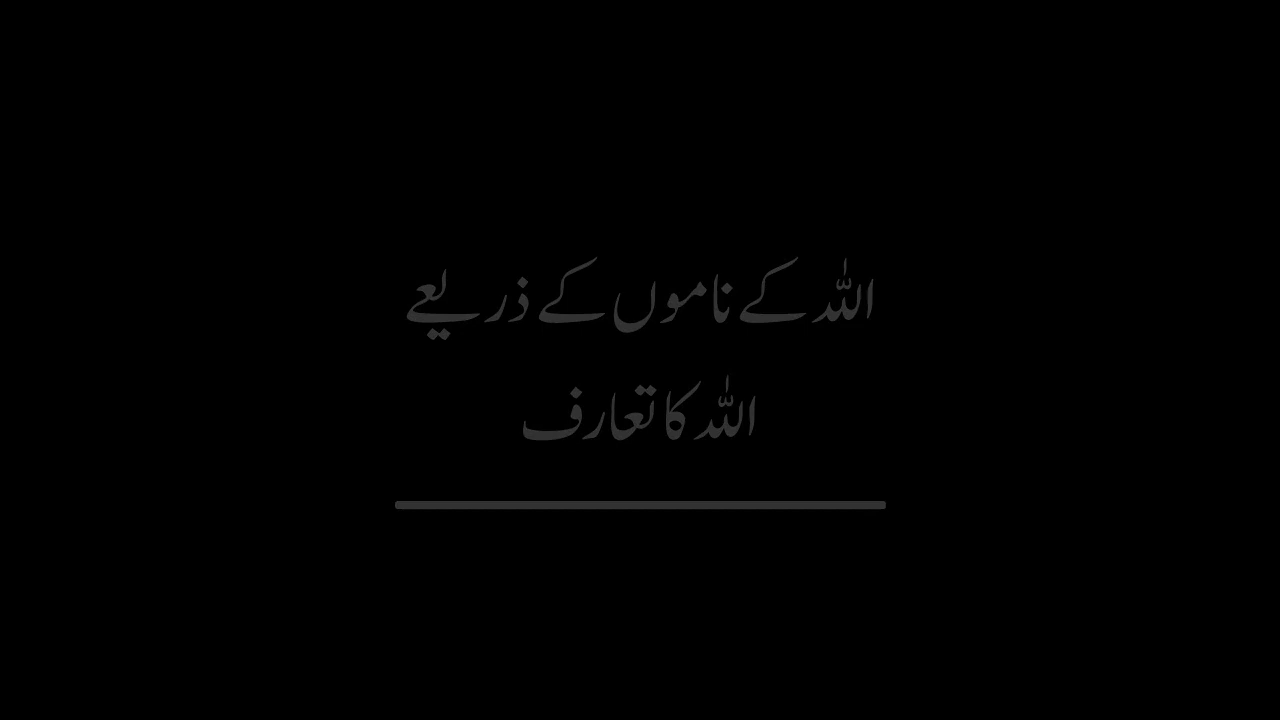 اللہ کے ناموں کے ذریعے
اللہ کا تعارف